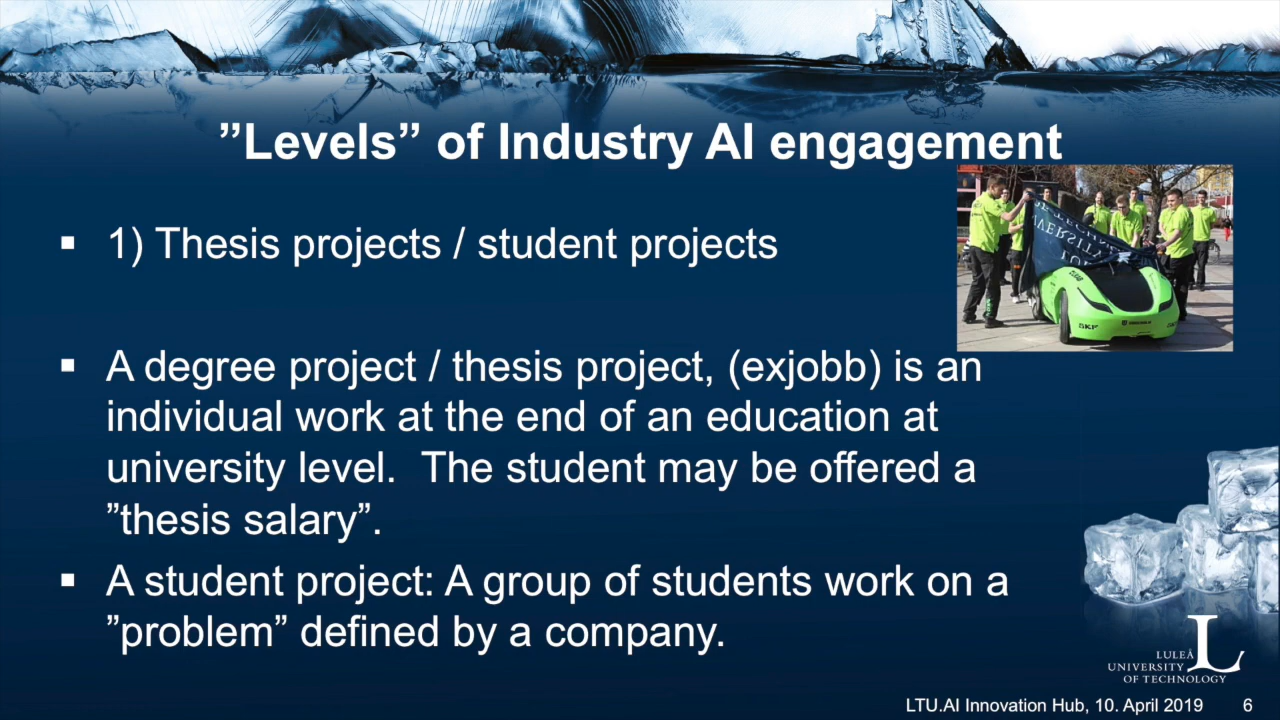 ”Levels” of Industry AI engagement
▪ 1) Thesis projects / student projects
▪ A degree project / thesis project, (exjobb) is an
individual work at the end of an education at
university level.  The student may be offered a
”thesis salary”.
▪ A student project: A group of students work on a
”problem” defined by a company.
SKF
LULEÅ
UNIVERSITY
OF TECHNOLOGY
L
LTU.AI Innovation Hub, 10. April 2019 6